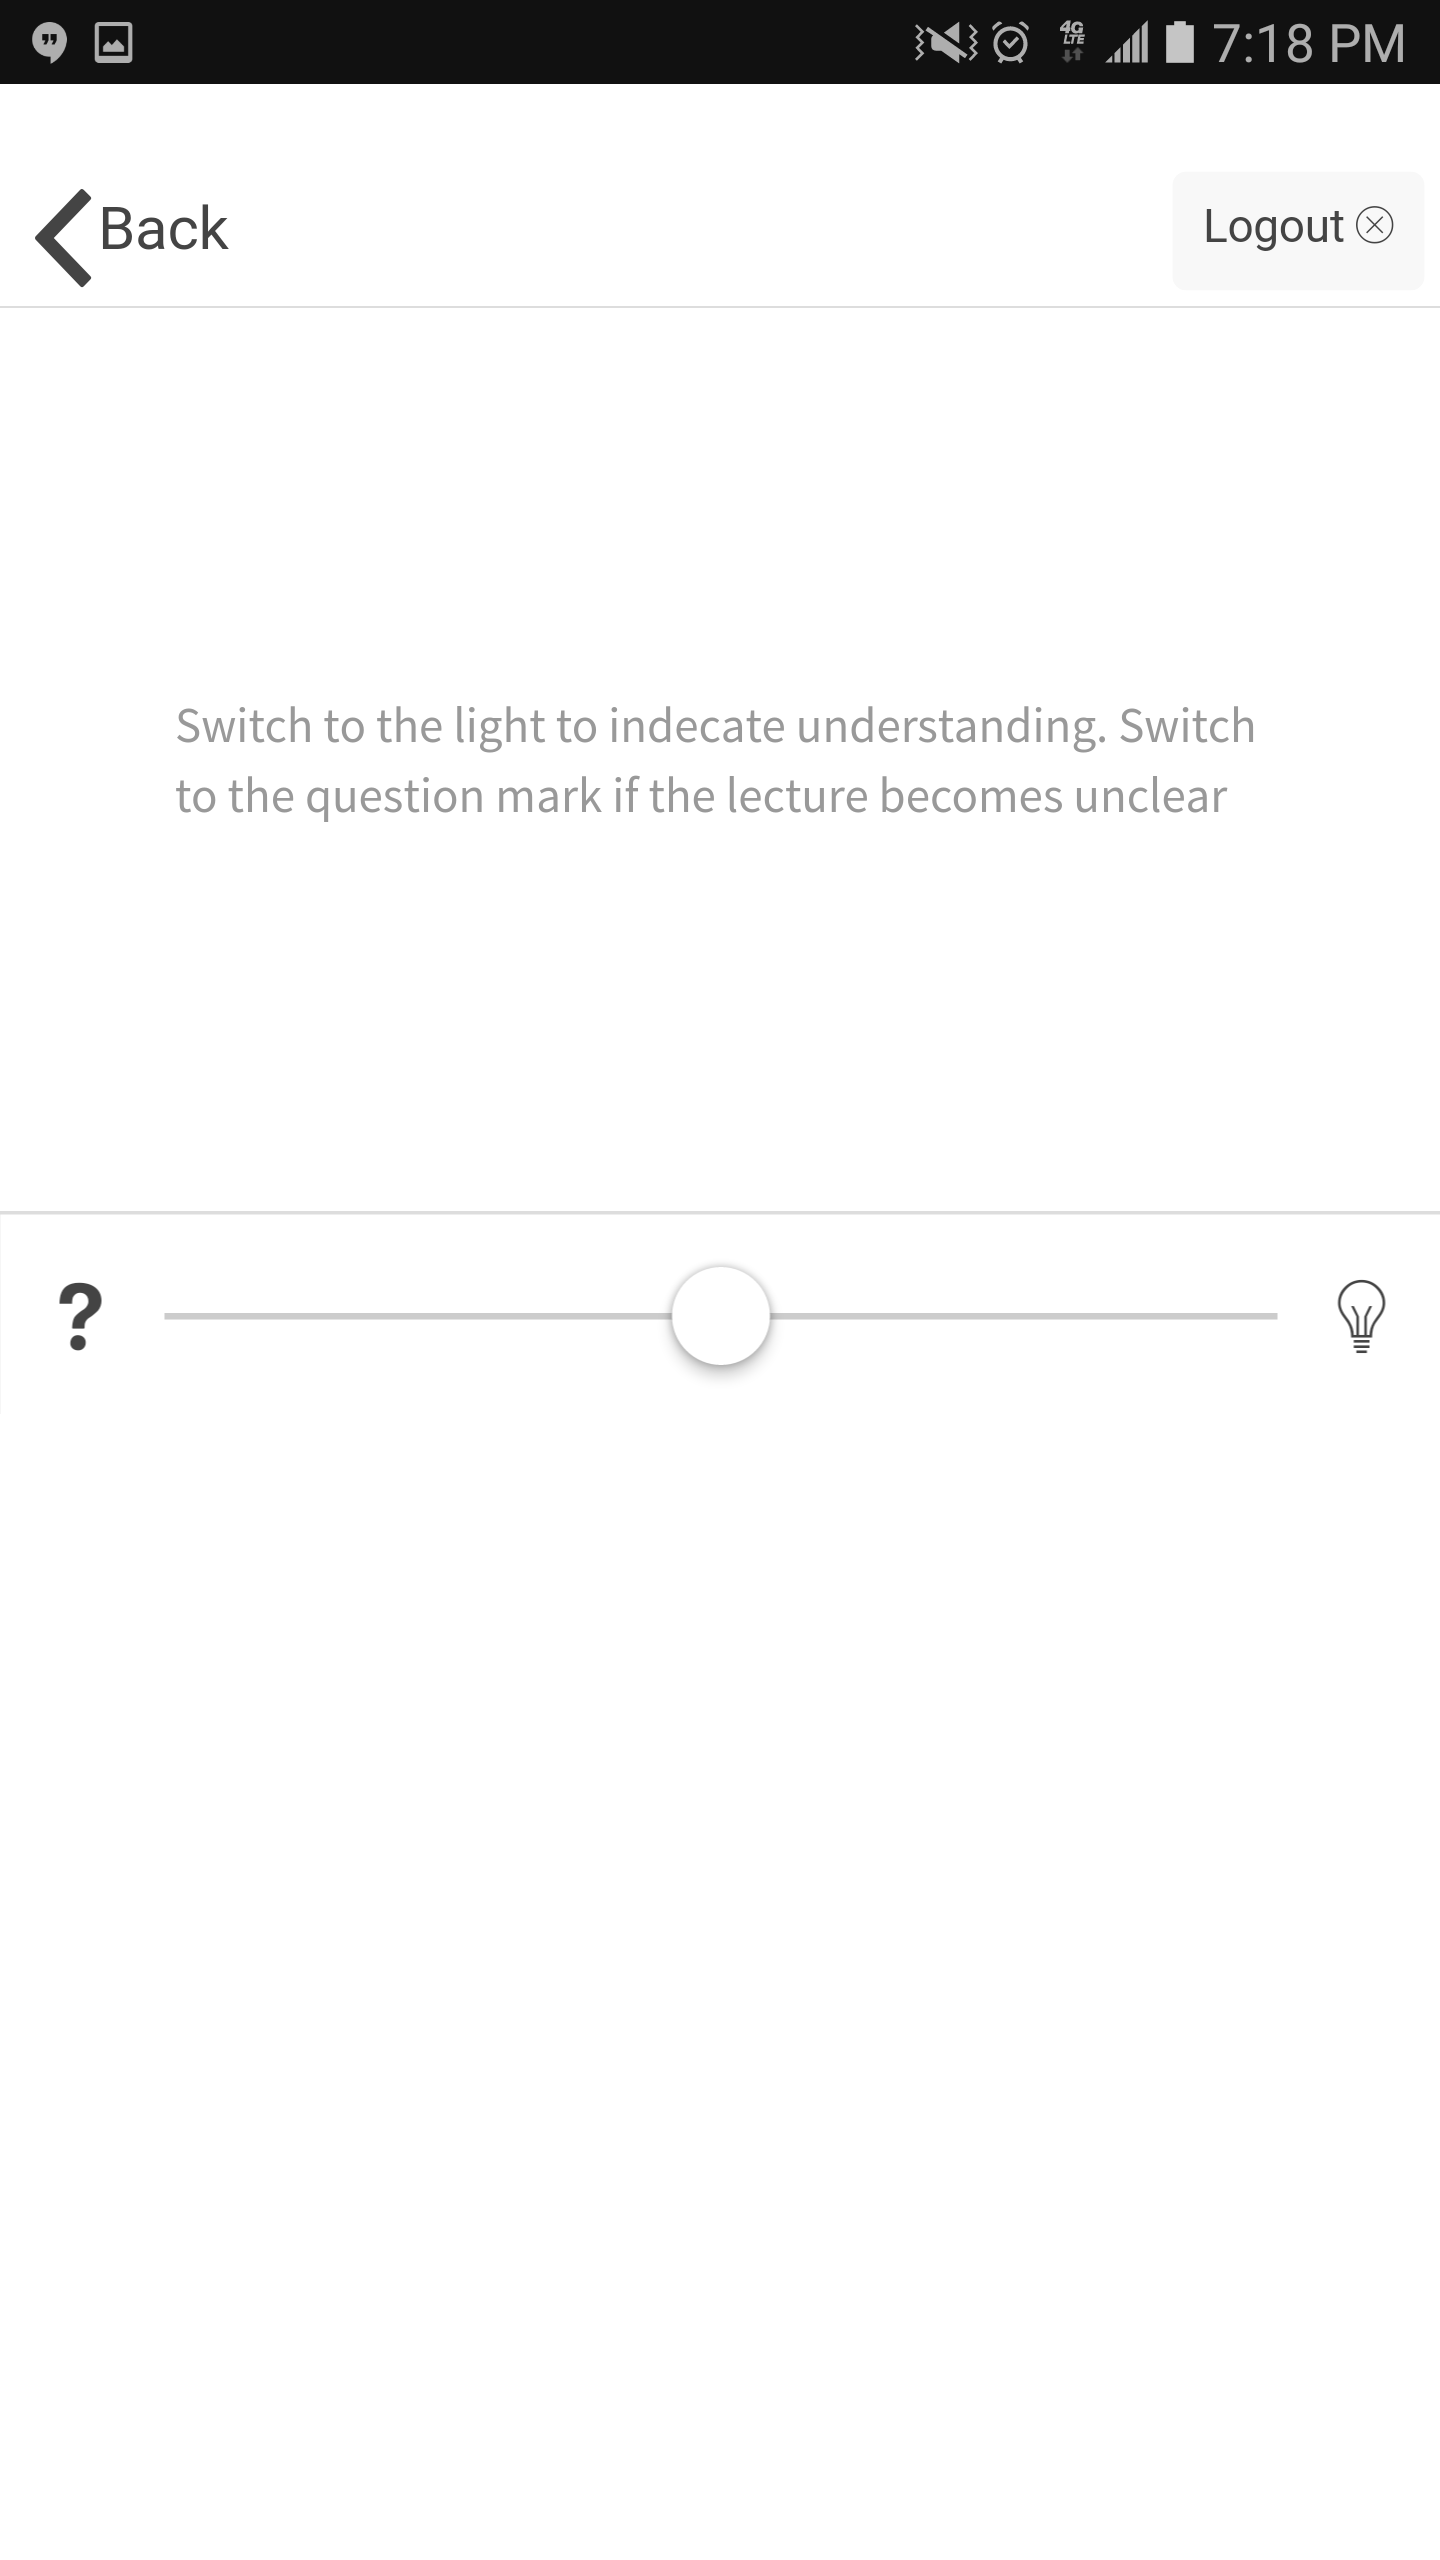 4G
LTE
7:18 PM
Back
Logout
Switch to the light to indecate understanding. Switch
to the question mark if the lecture becomes unclear
?